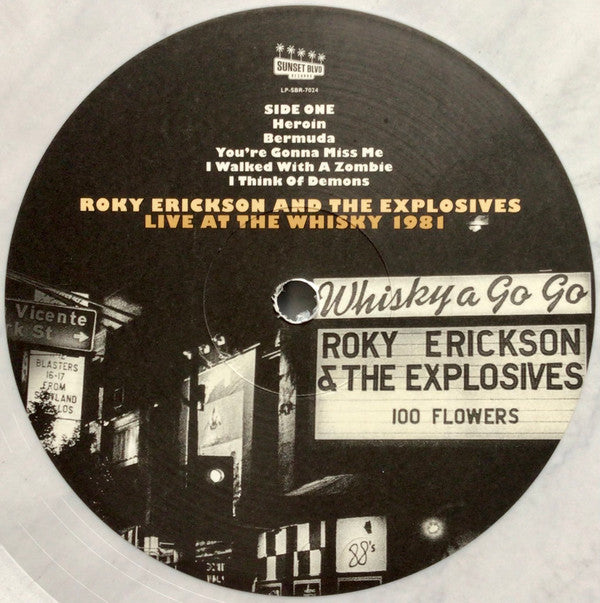 SUNSET BLVD
RECORDS
LP-SBR-7024
SIDE ONE
Heroin
Bermuda
You're Gonna Miss Me
I Walked With A Zombie
I Think Of Demons
ROKY ERICKSON AND THE EXPLOSIVES
LIVE AT THE WHISKY 1981
Whisky a Go Go
ROKY ERICKSON
& THE EXPLOSIVES
100 FLOWERS
Vicente
k St
BLASTERS
16-17
FROM
88's